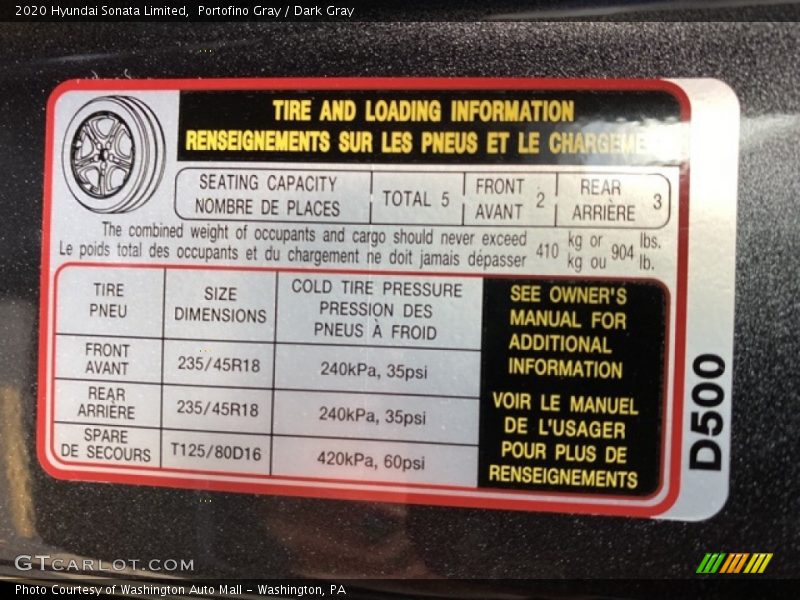 2020 Hyundai Sonata Limited, Portofino Gray / Dark Gray
TIRE AND LOADING INFORMATION
RENSEIGNEMENTS SUR LES PNEUS ET LE CHARGEME
SEATING CAPACITY
NOMBRE DE PLACES
TOTAL 5
FRONT
AVANT
2
REAR
ARRIÈRE
3
The combined weight of occupants and cargo should never exceed
Le poids total des occupants et du chargement ne doit jamais dépasser
410
kg or
kg ou
904
lbs.
lb.
TIRE
PNEU
SIZE
DIMENSIONS
COLD TIRE PRESSURE
PRESSION DES
PNEUS À FROID
FRONT
AVANT
235/45R18
240kPa, 35psi
REAR
ARRIÈRE
235/45R18
240kPa, 35psi
SPARE
DE SECOURS
T125/80D16
420kPa, 60psi
SEE OWNER'S
MANUAL FOR
ADDITIONAL
INFORMATION
VOIR LE MANUEL
DE L'USAGER
POUR PLUS DE
RENSEIGNEMENTS
D500
GTCARLOT.COM
Photo Courtesy of Washington Auto Mall - Washington, PA